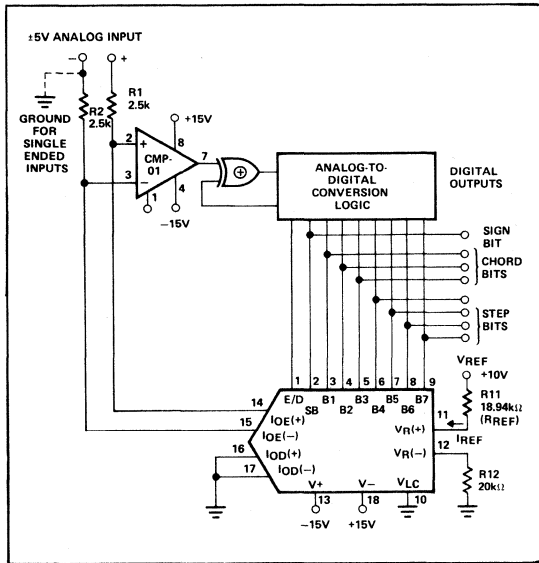 ±5V ANALOG INPUT
− +
R1
2.5k
R2
2.5k
GROUND
FOR
SINGLE
ENDED
INPUTS
+15V
8
2 +
CMP-
01
7
3 −
1
4
−15V
ANALOG-TO-
DIGITAL
CONVERSION
LOGIC
DIGITAL
OUTPUTS
SIGN
BIT
CHORD
BITS
STEP
BITS
1 2 3 4 5 6 7 8 9
E/D B1 B3 B5 B7
SB B2 B4 B6
VREF
+10V
R11
18.94kΩ
(RREF)
11
IREF
VR(+)
12
VR(−)
R12
20kΩ
14
IOE(+)
15
IOE(−)
16
IOD(+)
17
IOD(−)
V+ V− VLC
13 18 10
−15V +15V